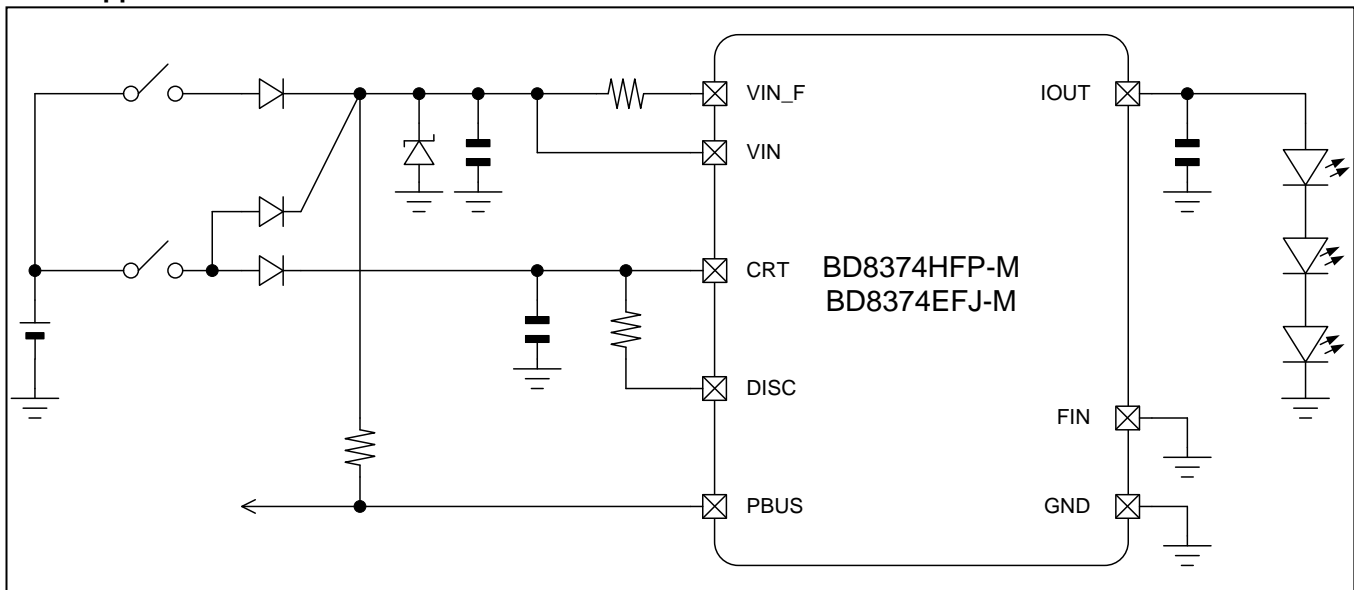 VIN_F
IOUT
VIN
CRT
BD8374HFP-M
BD8374EFJ-M
DISC
FIN
PBUS
GND